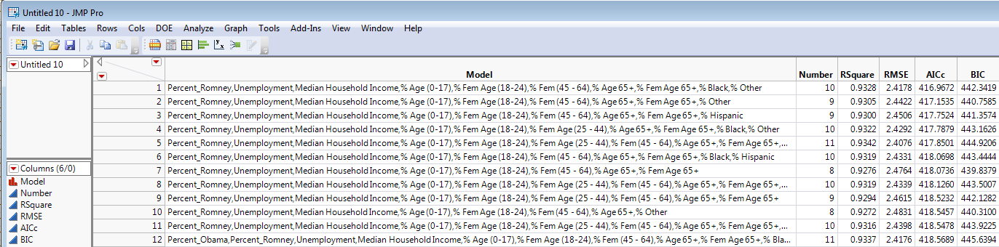 Untitled 10 - JMP Pro
File Edit Tables Rows Cols DOE Analyze Graph Tools Add-Ins View Window Help
Untitled 10
Model Number RSquare RMSE AICc BIC
1 Percent_Romney,Unemployment,Median Household Income,% Age (0-17),% Fem Age (18-24),% Fem (45 - 64),% Age 65+,% Fem Age 65+,% Black,% Other 10 0.9328 2.4178 416.9672 442.3419
2 Percent_Romney,Unemployment,Median Household Income,% Age (0-17),% Fem Age (18-24),% Fem (45 - 64),% Age 65+,% Fem Age 65+,% Other 9 0.9305 2.4422 417.1535 440.7585
3 Percent_Romney,Unemployment,Median Household Income,% Age (0-17),% Fem Age (18-24),% Fem (45 - 64),% Age 65+,% Fem Age 65+,% Hispanic 9 0.9300 2.4506 417.7524 441.3574
4 Percent_Romney,Unemployment,Median Household Income,% Age (0-17),% Fem Age (18-24),% Fem Age (25 - 44),% Age 65+,% Fem Age 65+,% Black,% Other 10 0.9322 2.4292 417.7879 443.1626
5 Percent_Romney,Unemployment,Median Household Income,% Age (0-17),% Fem Age (18-24),% Fem Age (25 - 44),% Fem (45 - 64),% Age 65+,% Fem Age 65+,... 11 0.9342 2.4076 417.8501 444.9206
6 Percent_Romney,Unemployment,Median Household Income,% Age (0-17),% Fem Age (18-24),% Fem (45 - 64),% Age 65+,% Fem Age 65+,% Black,% Hispanic 10 0.9319 2.4331 418.0698 443.4444
7 Percent_Romney,Unemployment,Median Household Income,% Age (0-17),% Fem Age (18-24),% Fem (45 - 64),% Age 65+,% Fem Age 65+ 8 0.9276 2.4764 418.0736 439.8379
8 Percent_Romney,Unemployment,Median Household Income,% Age (0-17),% Fem Age (18-24),% Fem Age (25 - 44),% Fem (45 - 64),% Age 65+,% Fem Age 65+,... 10 0.9319 2.4339 418.1260 443.5007
9 Percent_Romney,Unemployment,Median Household Income,% Age (0-17),% Fem Age (18-24),% Fem Age (25 - 44),% Fem (45 - 64),% Age 65+,% Fem Age 65+ 9 0.9294 2.4615 418.5232 442.1282
10 Percent_Romney,Unemployment,Median Household Income,% Age (0-17),% Fem Age (18-24),% Fem (45 - 64),% Age 65+,% Other 8 0.9272 2.4831 418.5457 440.3100
11 Percent_Romney,Unemployment,Median Household Income,% Age (0-17),% Fem Age (18-24),% Fem Age (25 - 44),% Fem (45 - 64),% Age 65+,% Fem Age 65+,... 10 0.9316 2.4398 418.5478 443.9225
12 Percent_Obama,Percent_Romney,Unemployment,Median Household Income,% Age (0-17),% Fem Age (18-24),% Fem (45 - 64),% Age 65+,% Fem Age 65+,% Bla... 11 0.9337 2.4176 418.5689 445.6394
Columns (6/0)
Model
Number
RSquare
RMSE
AICc
BIC